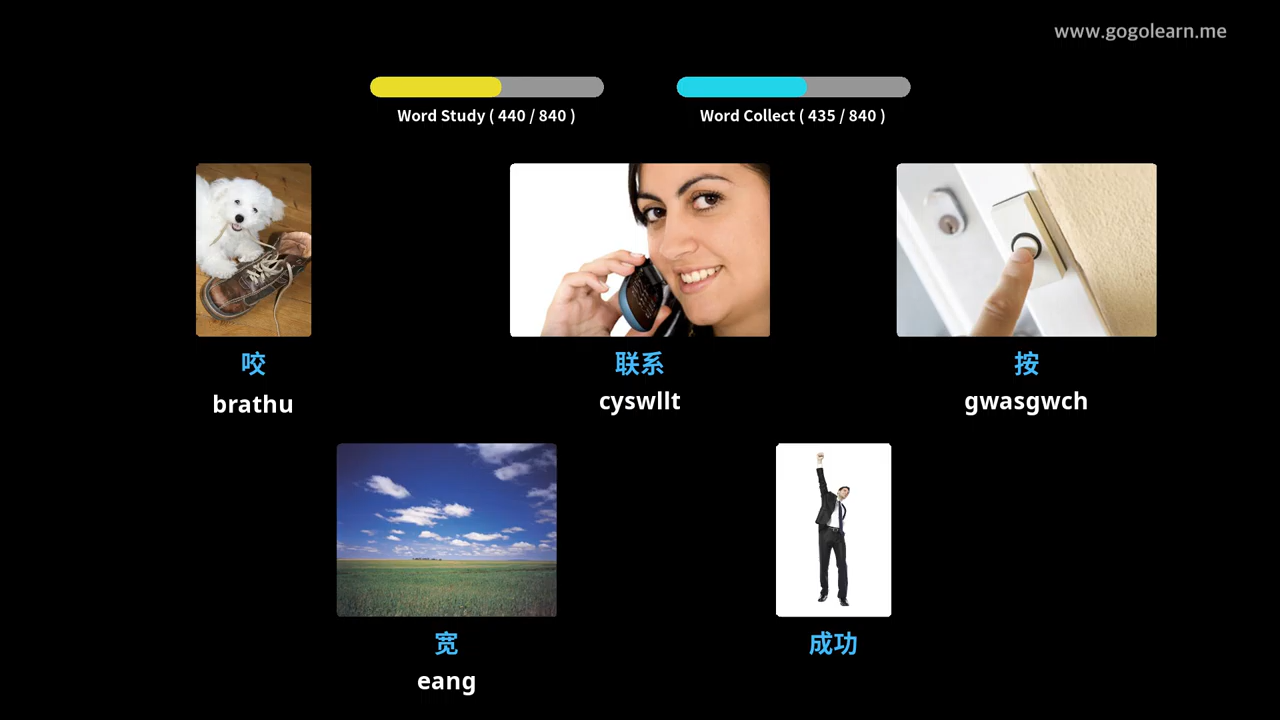 www.gogolearn.me
Word Study ( 440 / 840 )
Word Collect ( 435 / 840 )
咬
brathu
联系
cyswllt
按
gwasgwch
宽
eang
成功